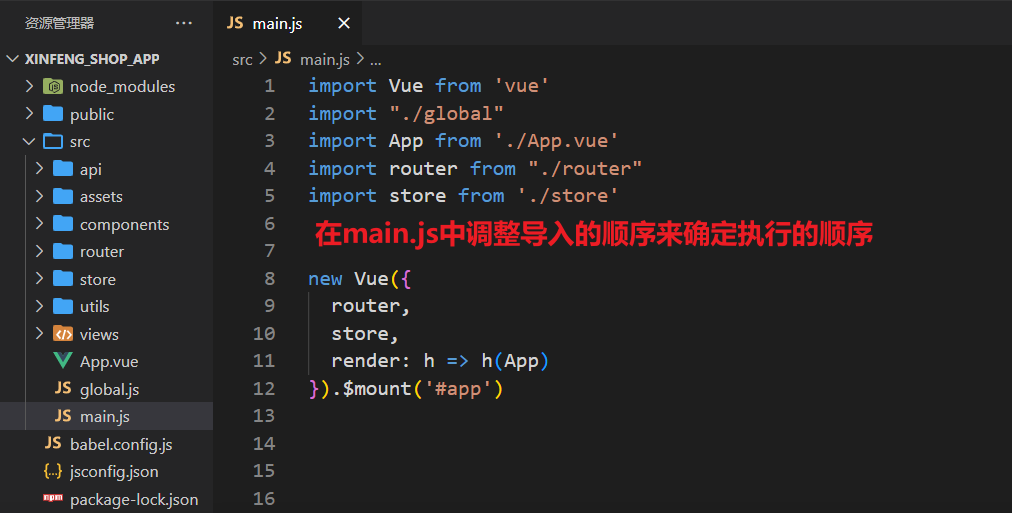 资源管理器 ...
XINFENG_SHOP_APP
node_modules
public
src
api
assets
components
router
store
utils
views
App.vue
JS global.js
JS main.js
JS babel.config.js
{..} jsconfig.json
npm package-lock.json
JS main.js ×
src > JS main.js > ...
1 import Vue from 'vue'
2 import "./global"
3 import App from './App.vue'
4 import router from "./router"
5 import store from './store'
6
在main.js中调整导入的顺序来确定执行的顺序
7
8 new Vue({
9 router,
10 store,
11 render: h => h(App)
12 }).$mount('#app')
13
14
15
16